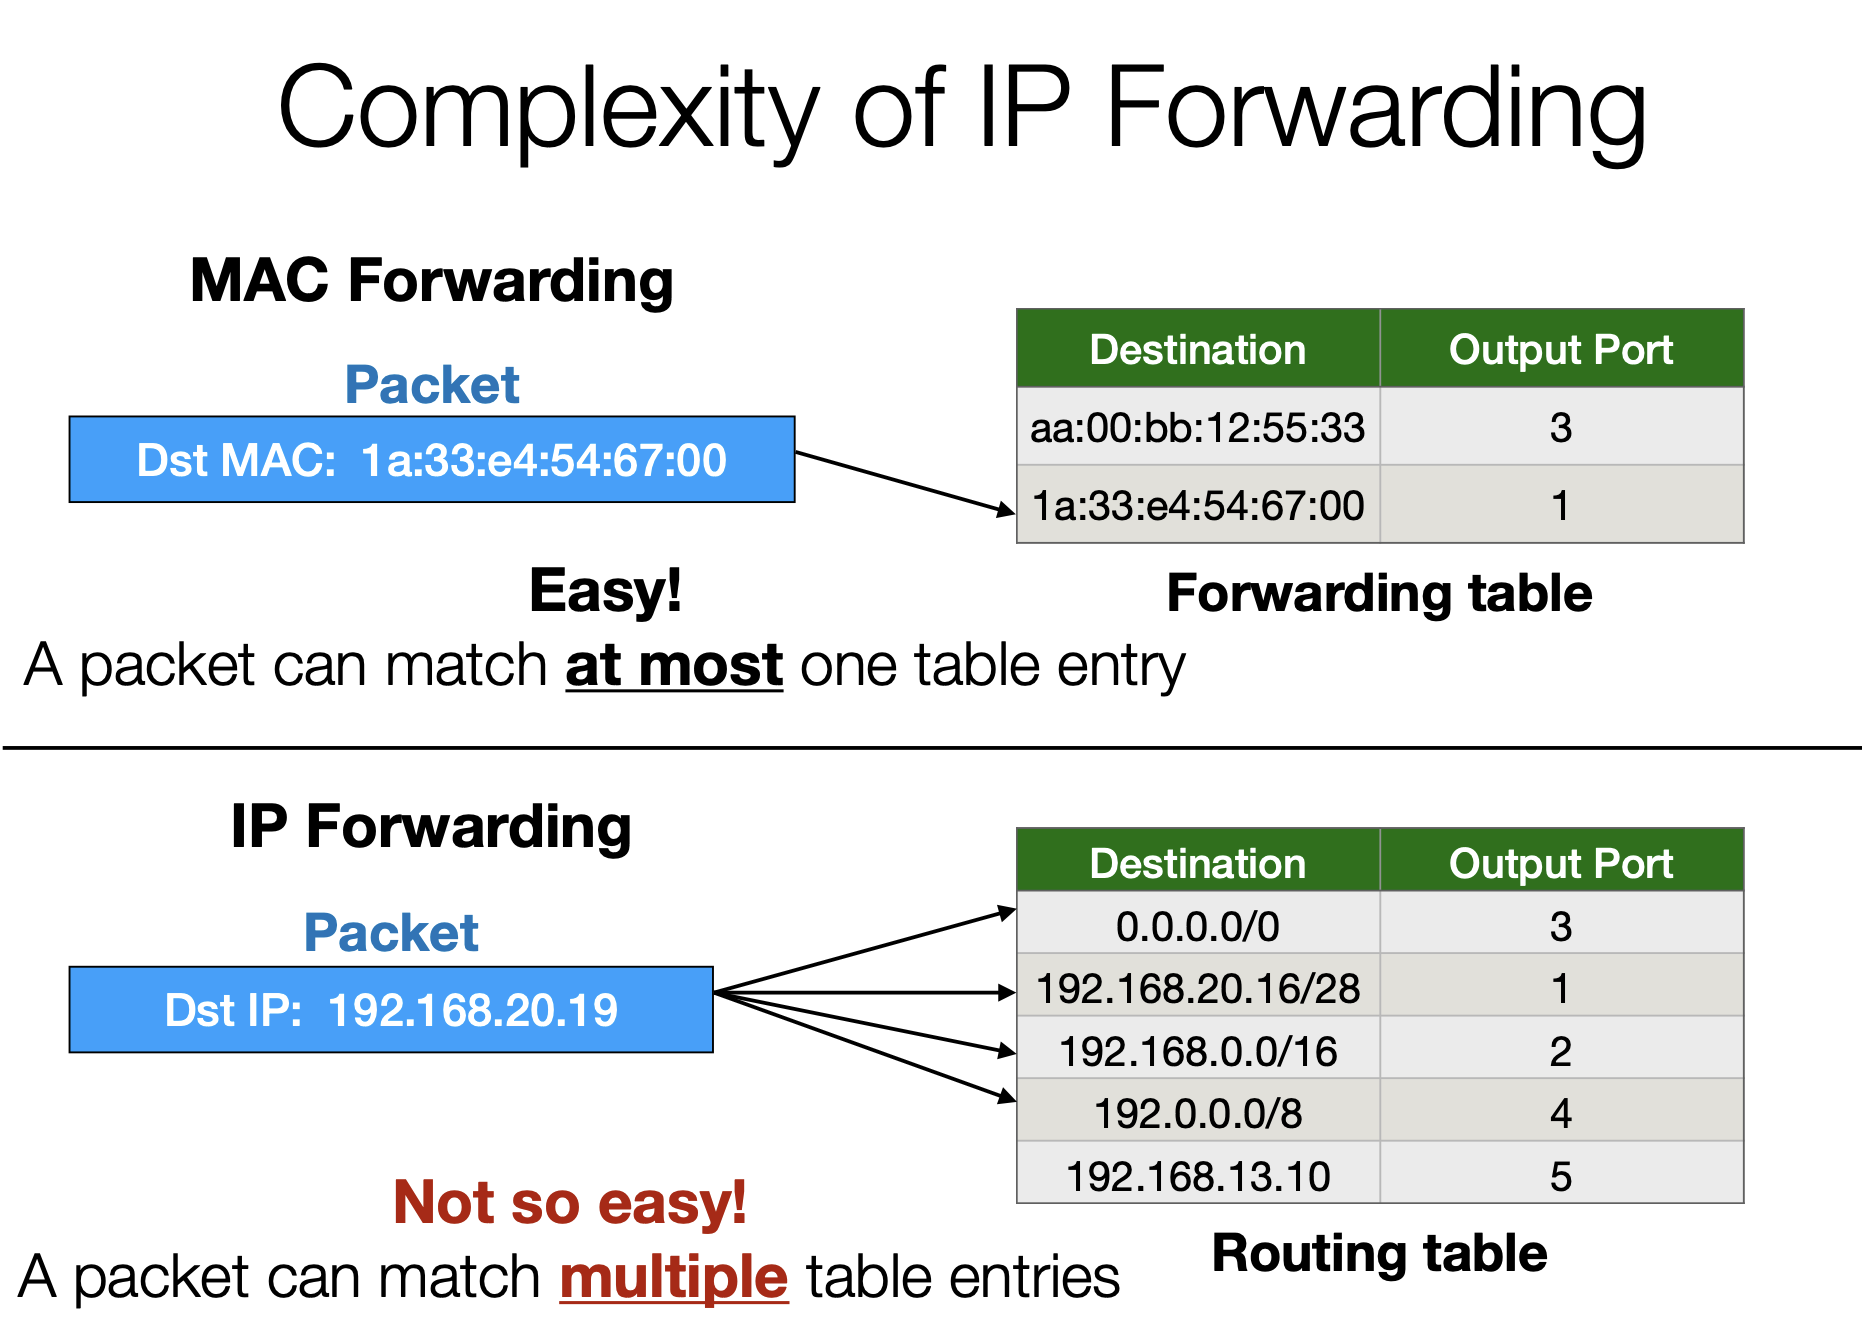 Complexity of IP Forwarding
MAC Forwarding
Packet
Dst MAC: 1a:33:e4:54:67:00
Destination Output Port
aa:00:bb:12:55:33 3
1a:33:e4:54:67:00 1
Forwarding table
Easy!
A packet can match at most one table entry
IP Forwarding
Packet
Dst IP: 192.168.20.19
Destination Output Port
0.0.0.0/0 3
192.168.20.16/28 1
192.168.0.0/16 2
192.0.0.0/8 4
192.168.13.10 5
Routing table
Not so easy!
A packet can match multiple table entries